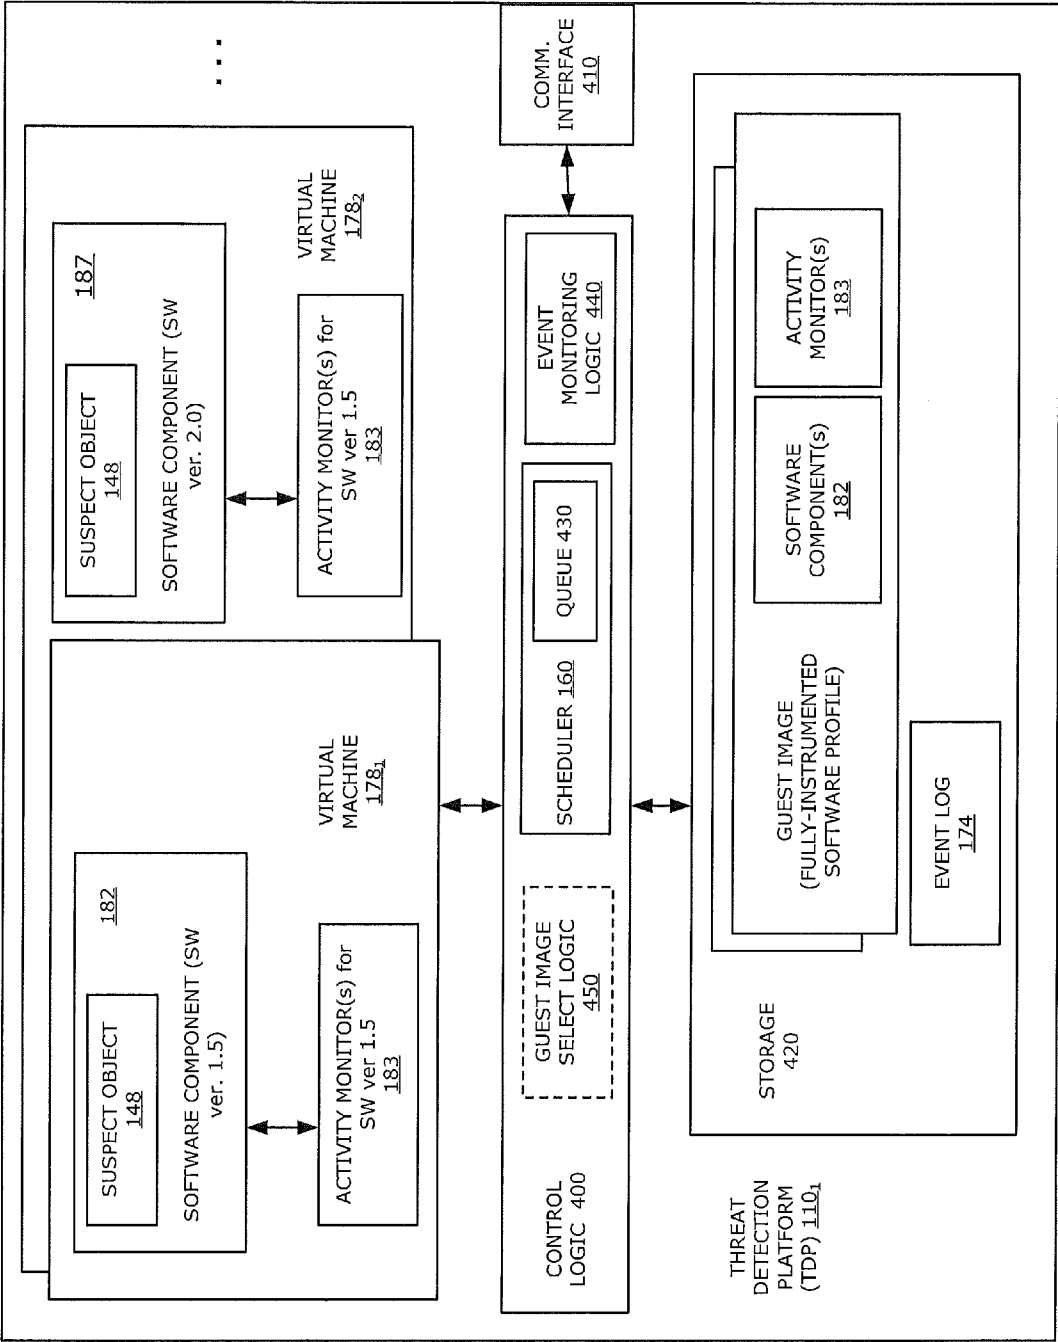 SUSPECT OBJECT
148
182
SOFTWARE COMPONENT (SW
ver. 1.5)
ACTIVITY MONITOR(s) for
SW ver 1.5
183
VIRTUAL
MACHINE
178₁
SUSPECT OBJECT
148
187
SOFTWARE COMPONENT (SW
ver. 2.0)
ACTIVITY MONITOR(s) for
SW ver 1.5
183
VIRTUAL
MACHINE
178₂
...
CONTROL
LOGIC 400
GUEST IMAGE
SELECT LOGIC
450
SCHEDULER 160
QUEUE 430
EVENT
MONITORING
LOGIC 440
COMM.
INTERFACE
410
THREAT
DETECTION
PLATFORM
(TDP) 110₁
STORAGE
420
GUEST IMAGE
(FULLY-INSTRUMENTED
SOFTWARE PROFILE)
SOFTWARE
COMPONENT(s)
182
ACTIVITY
MONITOR(s)
183
EVENT LOG
174